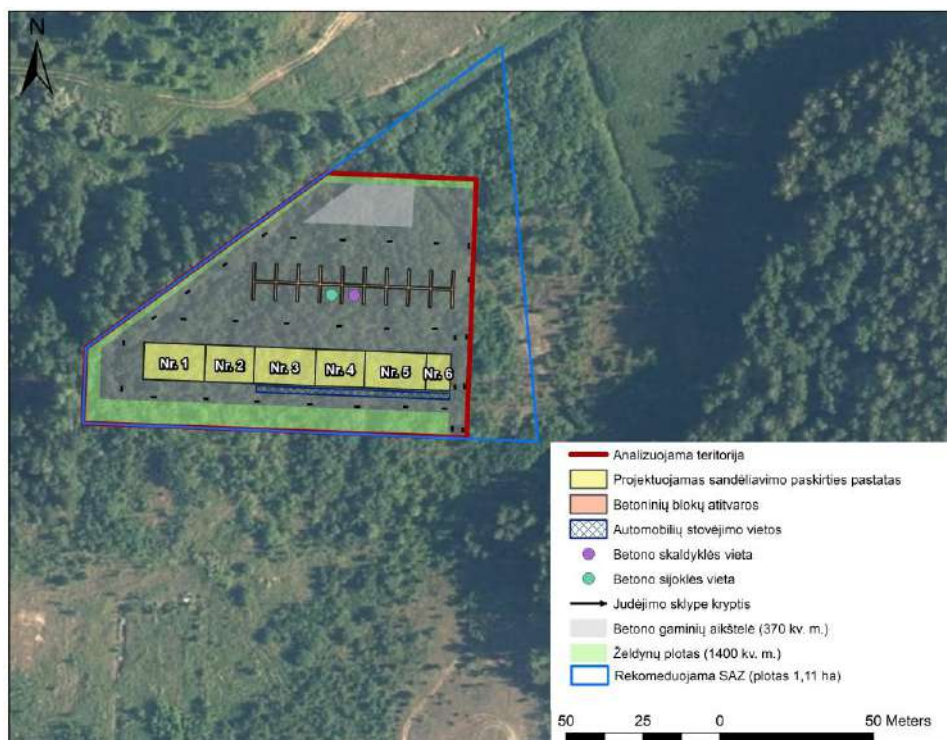 N
Nr. 1 Nr. 2 Nr. 3 Nr. 4 Nr. 5 Nr. 6
Analizuojama teritorija
Projektuojamas sandėliavimo paskirties pastatas
Betoninių blokų atitvaros
Automobilių stovėjimo vietos
Betono skaldyklės vieta
Betono sijoklės vieta
Judėjimo sklype kryptis
Betono gaminių aikštelė (370 kv. m.)
Želdynų plotas (1400 kv. m.)
Rekomeduojama SAZ (plotas 1,11 ha)
50 25 0 50 Meters